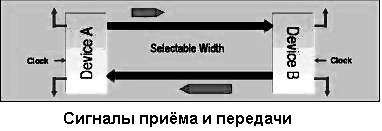 Device A
Selectable Width
Device B
Clock
Clock
Сигналы приёма и передачи